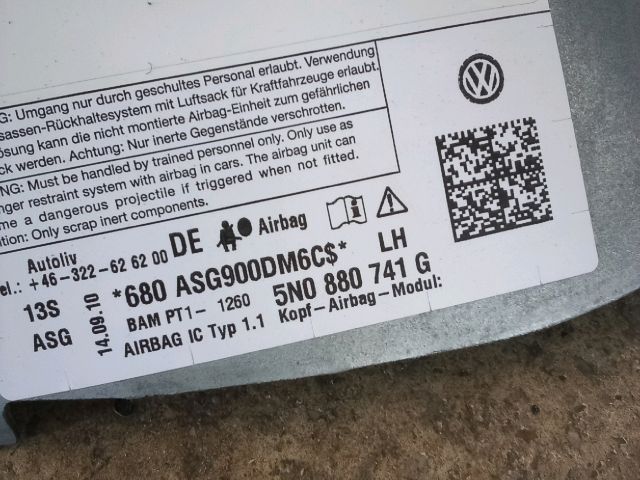 G: Umgang nur durch geschultes Personal erlaubt. Verwendung
sassen-Rückhaltesystem mit Luftsack für Kraftfahrzeuge erlaubt.
ösung kann die nicht montierte Airbag-Einheit zum gefährlichen
ck werden. Achtung: Nur inerte Gegenstände verschrotten.
NG: Must be handled by trained personnel only. Only use as
nger restraint system with airbag in cars. The airbag unit can
me a dangerous projectile if triggered when not fitted.
tion: Only scrap inert components.
Autoliv
el.: +46-322-62 62 00 DE Airbag
13S *680 ASG900DM6C$* LH
ASG 14.09.10 BAM PT1- 1260 5N0 880 741 G
AIRBAG IC Typ 1.1 Kopf-Airbag-Modul: